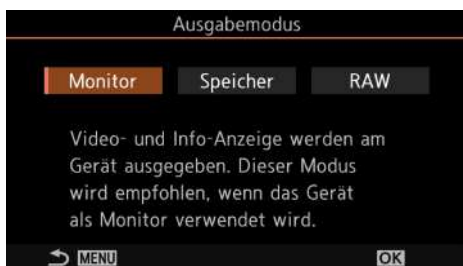 Ausgabemodus
Monitor Speicher RAW
Video- und Info-Anzeige werden am
Gerät ausgegeben. Dieser Modus
wird empfohlen, wenn das Gerät
als Monitor verwendet wird.
MENU OK